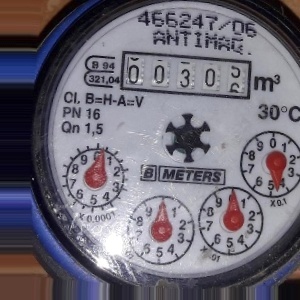 466247/06
ANTIMAG.
B 94
321,04
0030
m³
Cl. B=H-A=V
PN 16
Qn 1,5
30°C
B METERS
X 0.0001
X 0.1